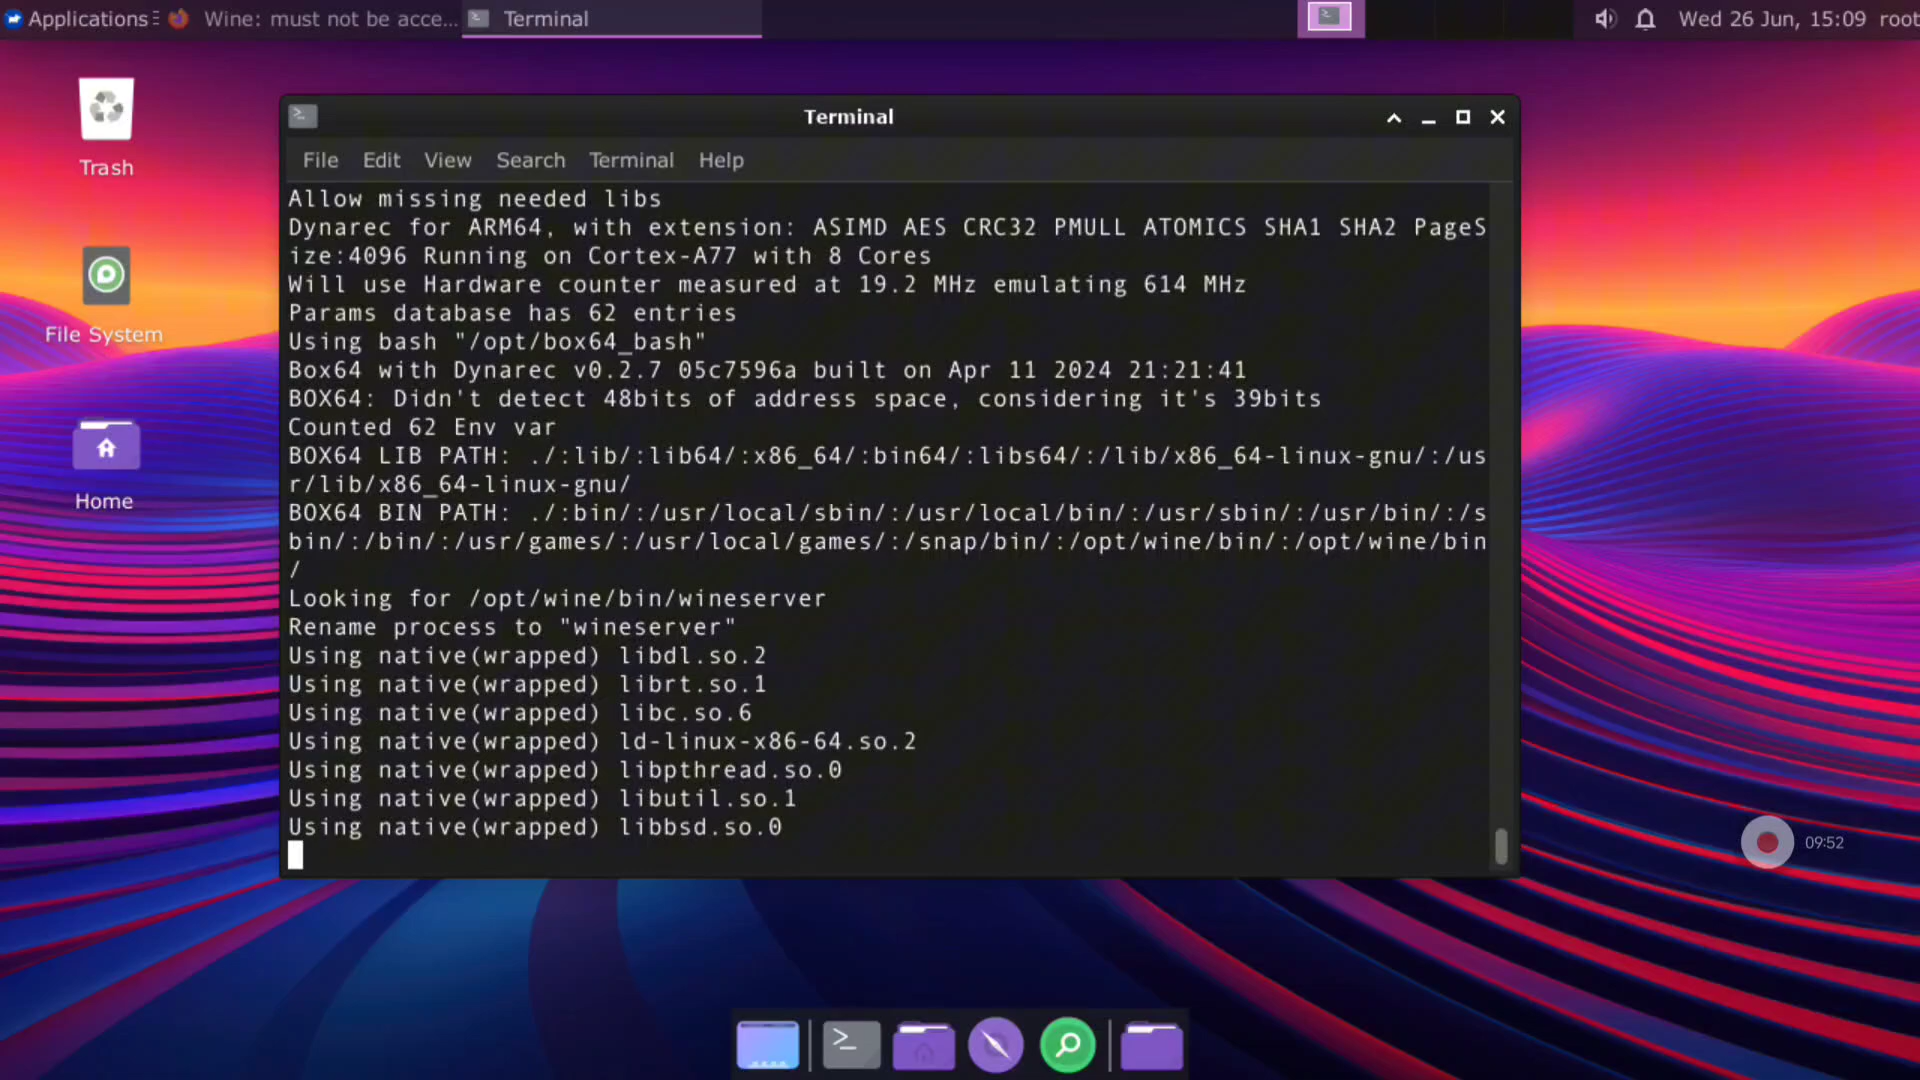 Applications
Wine: must not be acce...
Terminal
Wed 26 Jun, 15:09 root
Trash
File System
Home
Terminal
File Edit View Search Terminal Help
Allow missing needed libs
Dynarec for ARM64, with extension: ASIMD AES CRC32 PMULL ATOMICS SHA1 SHA2 PageS
ize:4096 Running on Cortex-A77 with 8 Cores
Will use Hardware counter measured at 19.2 MHz emulating 614 MHz
Params database has 62 entries
Using bash "/opt/box64_bash"
Box64 with Dynarec v0.2.7 05c7596a built on Apr 11 2024 21:21:41
BOX64: Didn't detect 48bits of address space, considering it's 39bits
Counted 62 Env var
BOX64 LIB PATH: ./:lib/:lib64/:x86_64/:bin64/:libs64/:/lib/x86_64-linux-gnu/:/us
r/lib/x86_64-linux-gnu/
BOX64 BIN PATH: ./:bin/:/usr/local/sbin/:/usr/local/bin/:/usr/sbin/:/usr/bin/:/s
bin/:/bin/:/usr/games/:/usr/local/games/:/snap/bin/:/opt/wine/bin/:/opt/wine/bin
/
Looking for /opt/wine/bin/wineserver
Rename process to "wineserver"
Using native(wrapped) libdl.so.2
Using native(wrapped) librt.so.1
Using native(wrapped) libc.so.6
Using native(wrapped) ld-linux-x86-64.so.2
Using native(wrapped) libpthread.so.0
Using native(wrapped) libutil.so.1
Using native(wrapped) libbsd.so.0
09:52